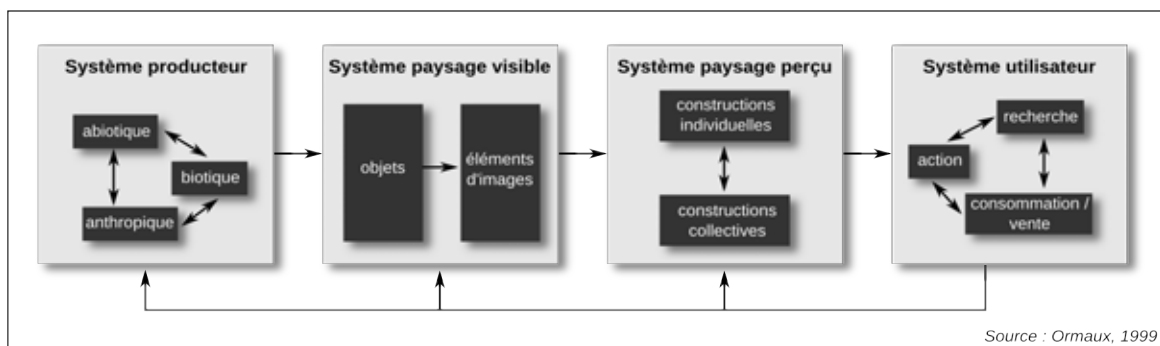 Système producteur
abiotique
biotique
anthropique
Système paysage visible
objets
éléments
d'images
Système paysage perçu
constructions
individuelles
constructions
collectives
Système utilisateur
recherche
action
consommation /
vente
Source : Ormaux, 1999